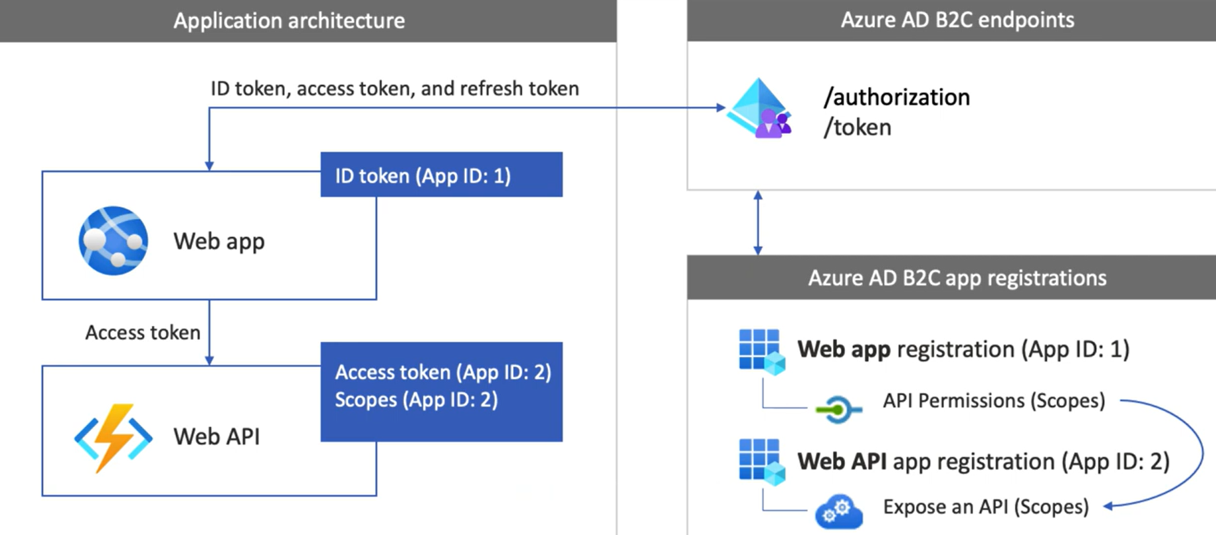 Application architecture
ID token, access token, and refresh token
ID token (App ID: 1)
Web app
Access token
Access token (App ID: 2)
Scopes (App ID: 2)
Web API
Azure AD B2C endpoints
/authorization
/token
Azure AD B2C app registrations
Web app registration (App ID: 1)
API Permissions (Scopes)
Web API app registration (App ID: 2)
Expose an API (Scopes)